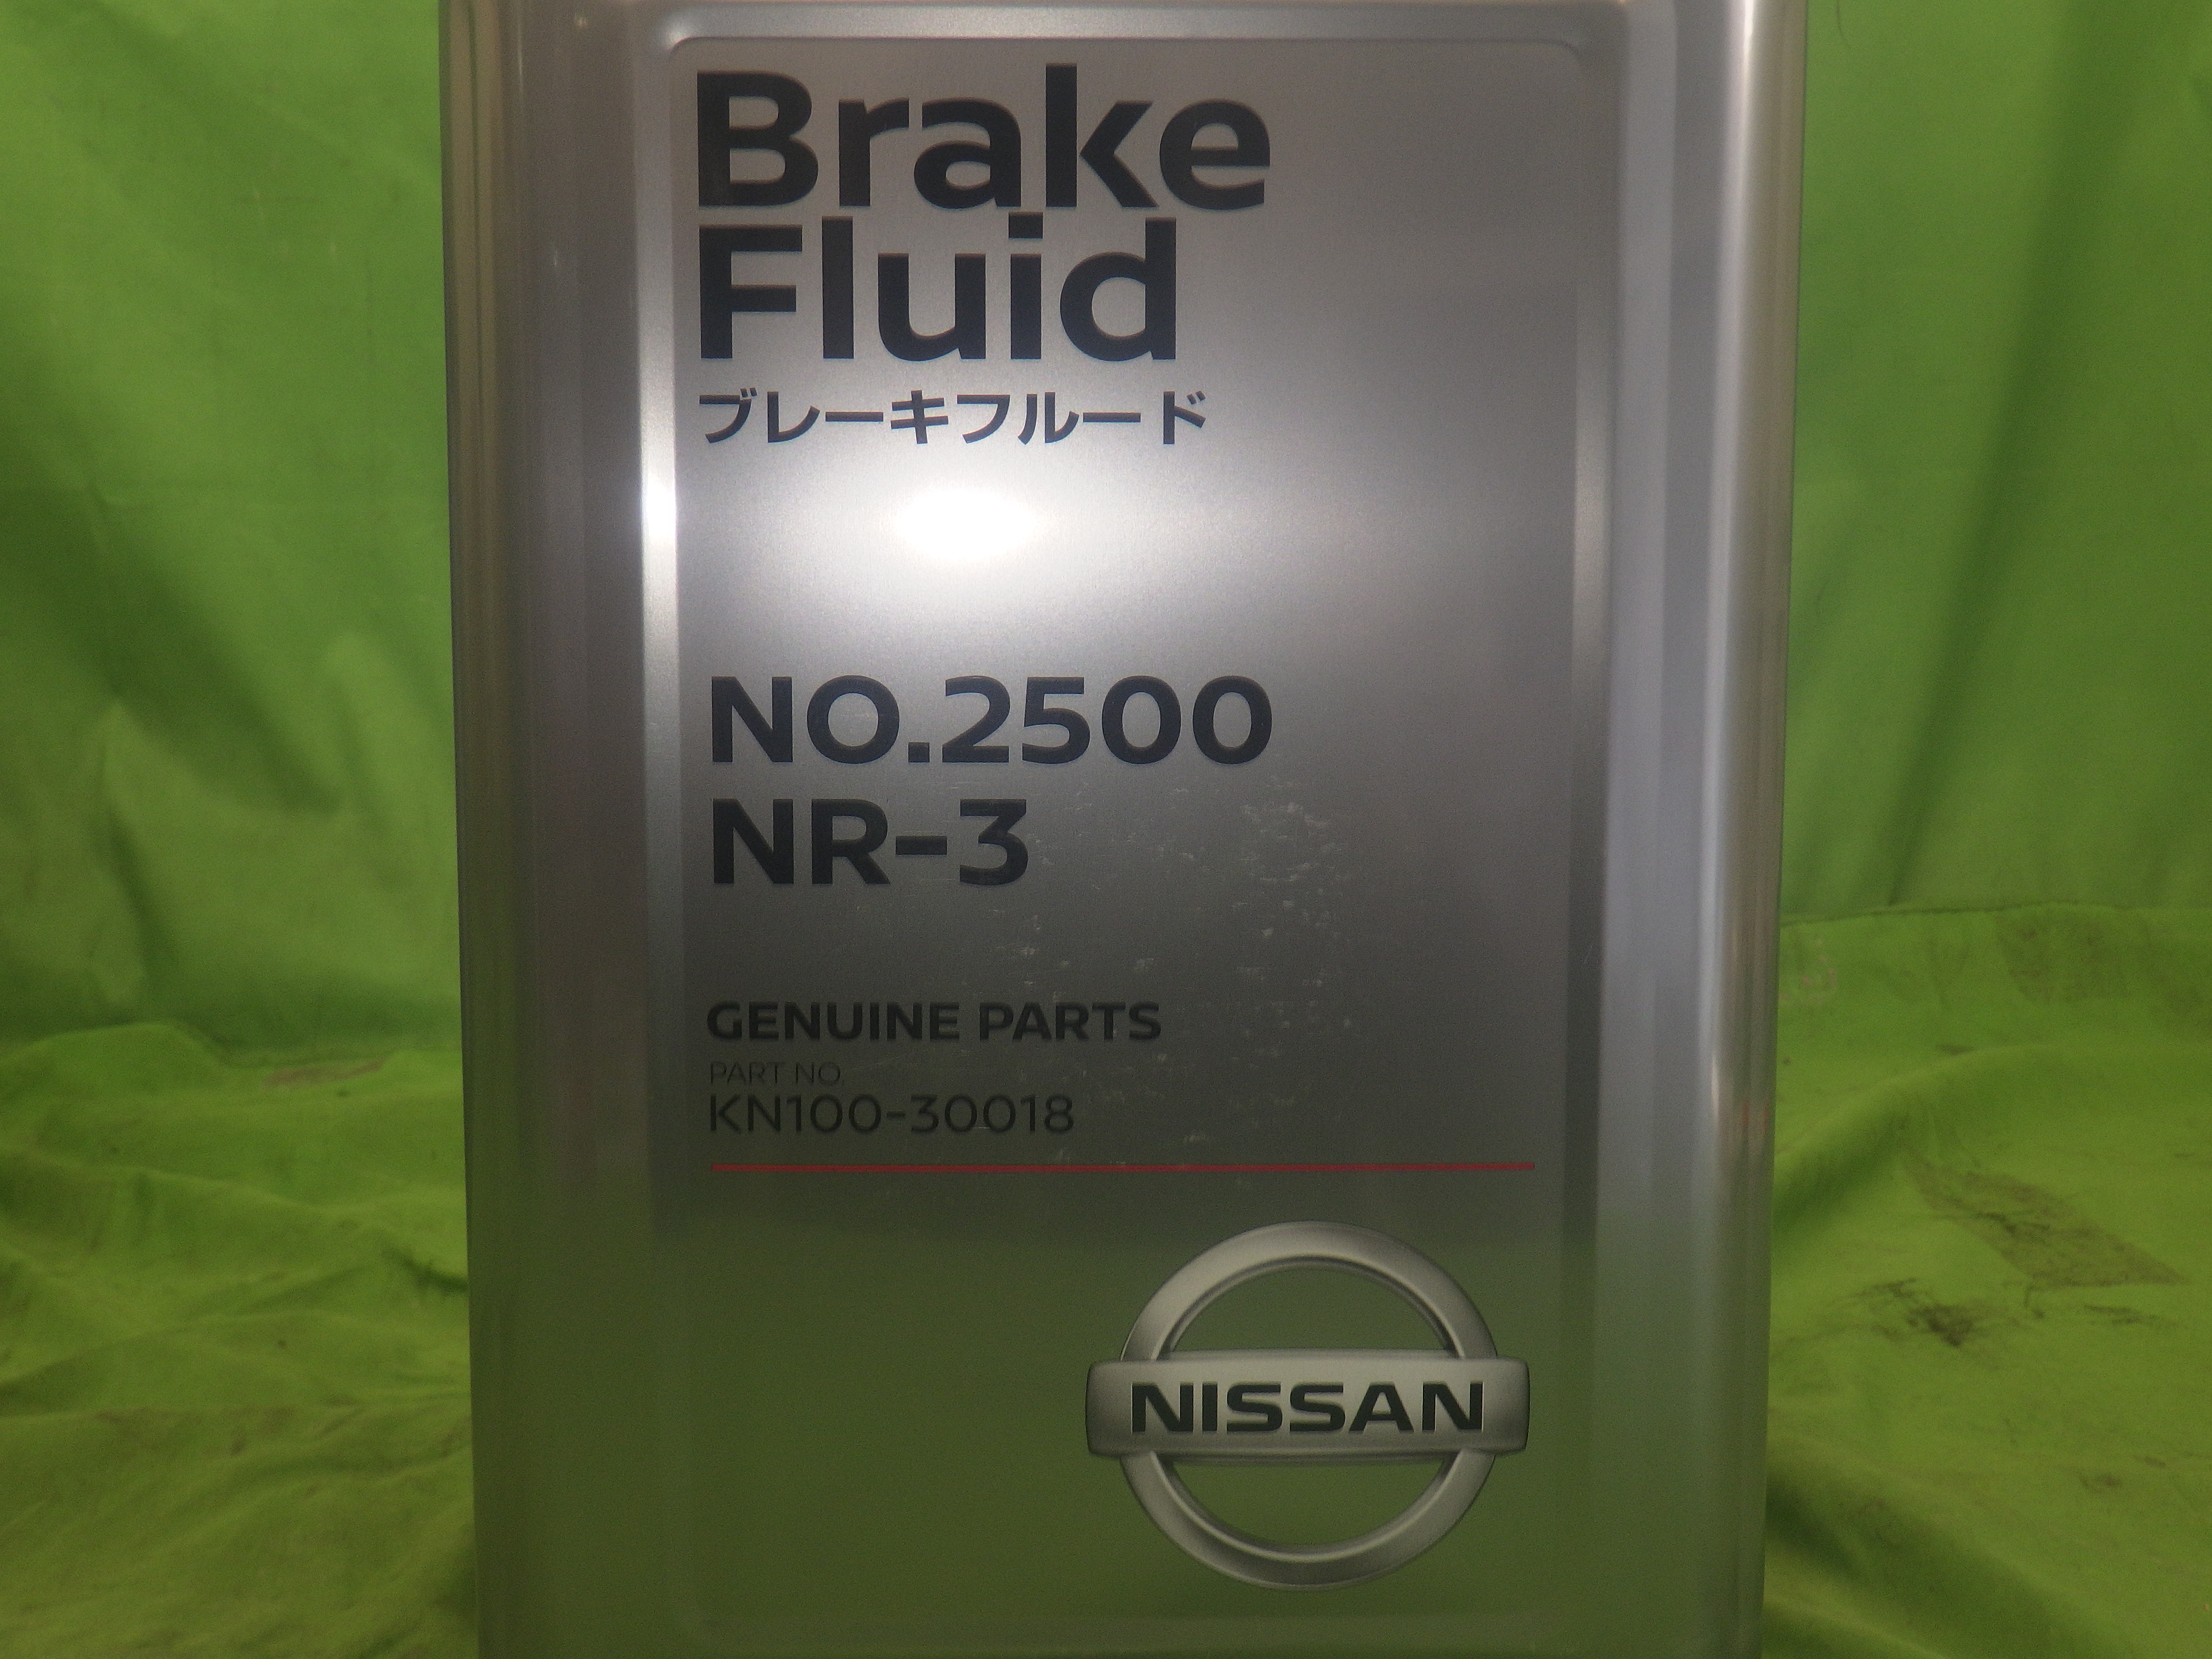 Brake
Fluid
ブレーキフルード
NO.2500
NR-3
GENUINE PARTS
PART NO.
KN100-30018
NISSAN